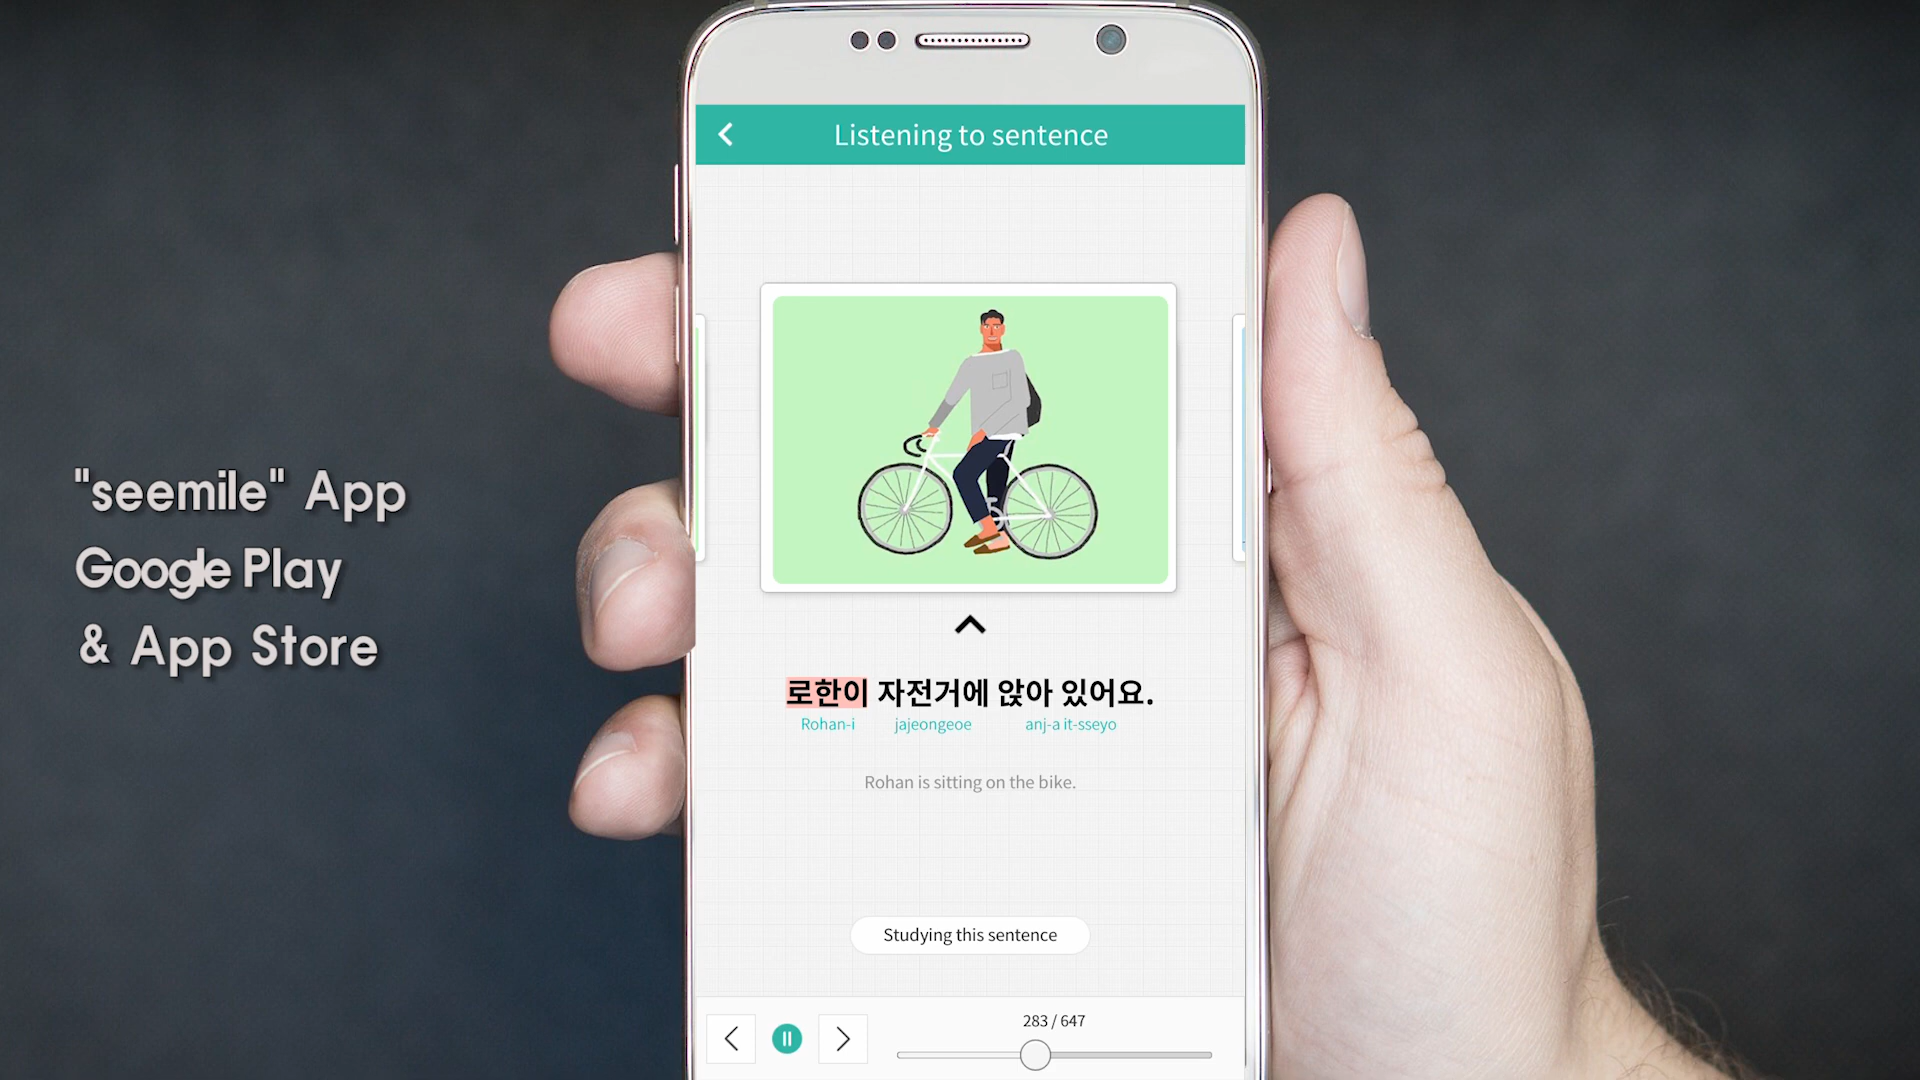 Listening to sentence
"seemile" App
Google Play
& App Store
로한이 자전거에 앉아 있어요.
Rohan-i jajeongeoe anj-a it-sseyo
Rohan is sitting on the bike.
Studying this sentence
283 / 647